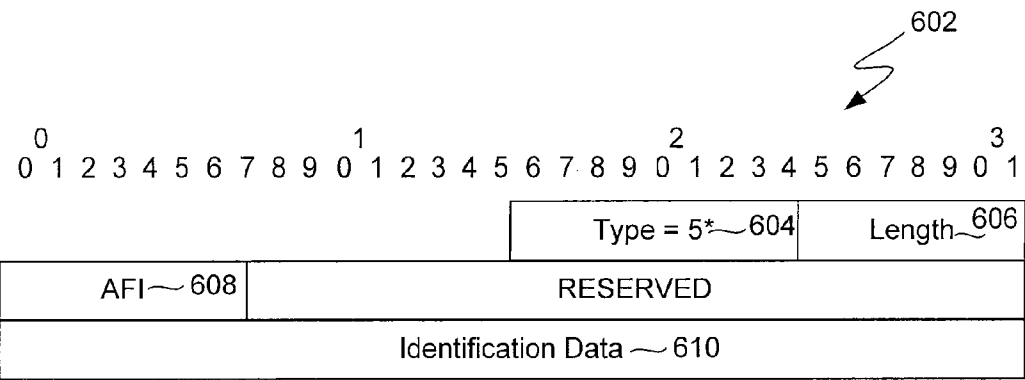 602
0 1 2 3
0 1 2 3 4 5 6 7 8 9 0 1 2 3 4 5 6 7 8 9 0 1 2 3 4 5 6 7 8 9 0 1
Type = 5* 604 Length 606
AFI 608 RESERVED
Identification Data 610